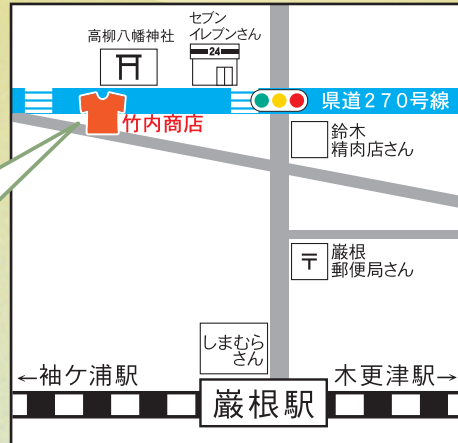 セブン
イレブンさん
高柳八幡神社
24
県道270号線
竹内商店
鈴木
精肉店さん
〒
巌根
郵便局さん
しまむら
さん
←袖ケ浦駅
木更津駅→
巌根駅